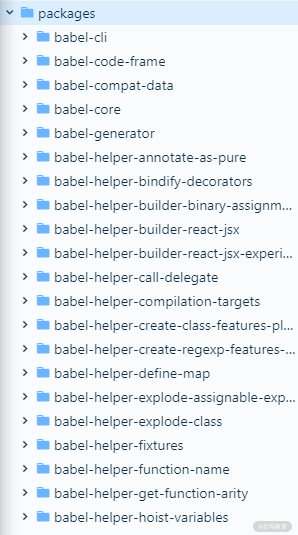 packages
babel-cli
babel-code-frame
babel-compat-data
babel-core
babel-generator
babel-helper-annotate-as-pure
babel-helper-bindify-decorators
babel-helper-builder-binary-assignm...
babel-helper-builder-react-jsx
babel-helper-builder-react-jsx-experi...
babel-helper-call-delegate
babel-helper-compilation-targets
babel-helper-create-class-features-pl...
babel-helper-create-regexp-features-...
babel-helper-define-map
babel-helper-explode-assignable-exp...
babel-helper-explode-class
babel-helper-fixtures
babel-helper-function-name
babel-helper-get-function-arity
babel-helper-hoist-variables